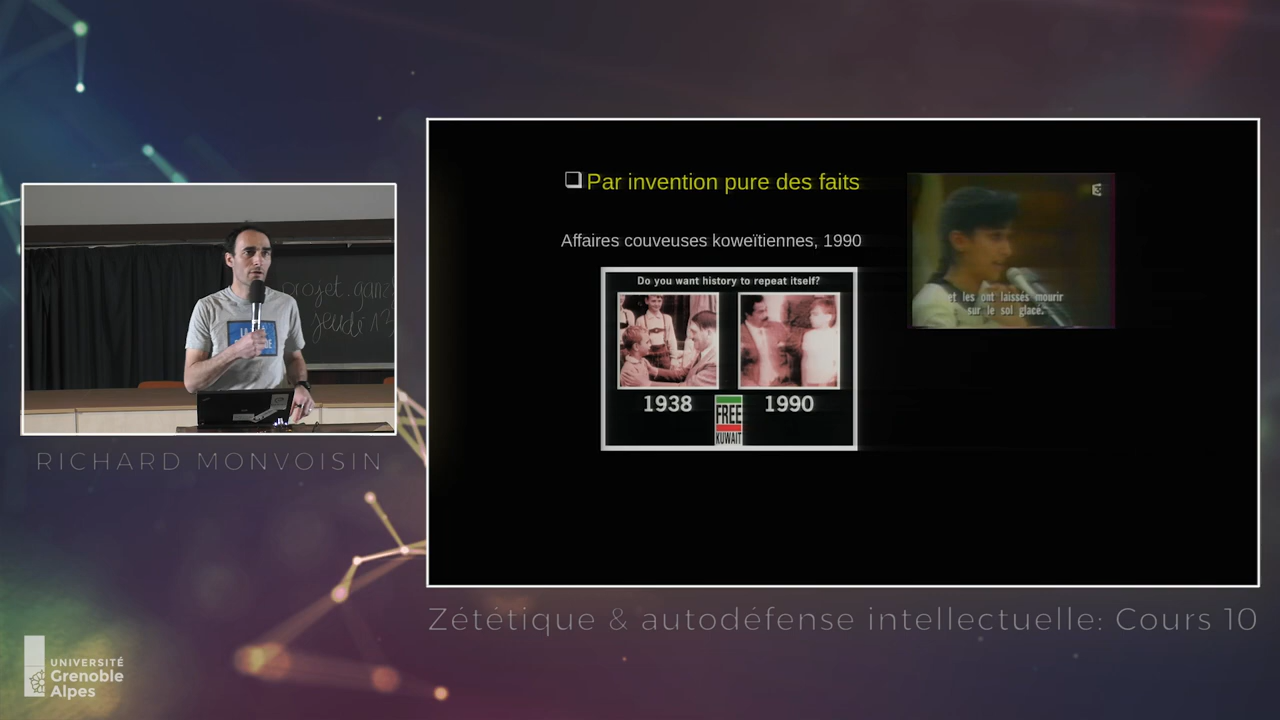 projet.
jeudi 13
RICHARD MONVOISIN
Par invention pure des faits
Affaires couveuses koweïtiennes, 1990
Do you want history to repeat itself?
1938
1990
FREE
KUWAIT
3
et les ont laissés mourir
sur le sol glacé.
Zététique & autodéfense intellectuelle: Cours 10
UNIVERSITÉ
Grenoble
Alpes